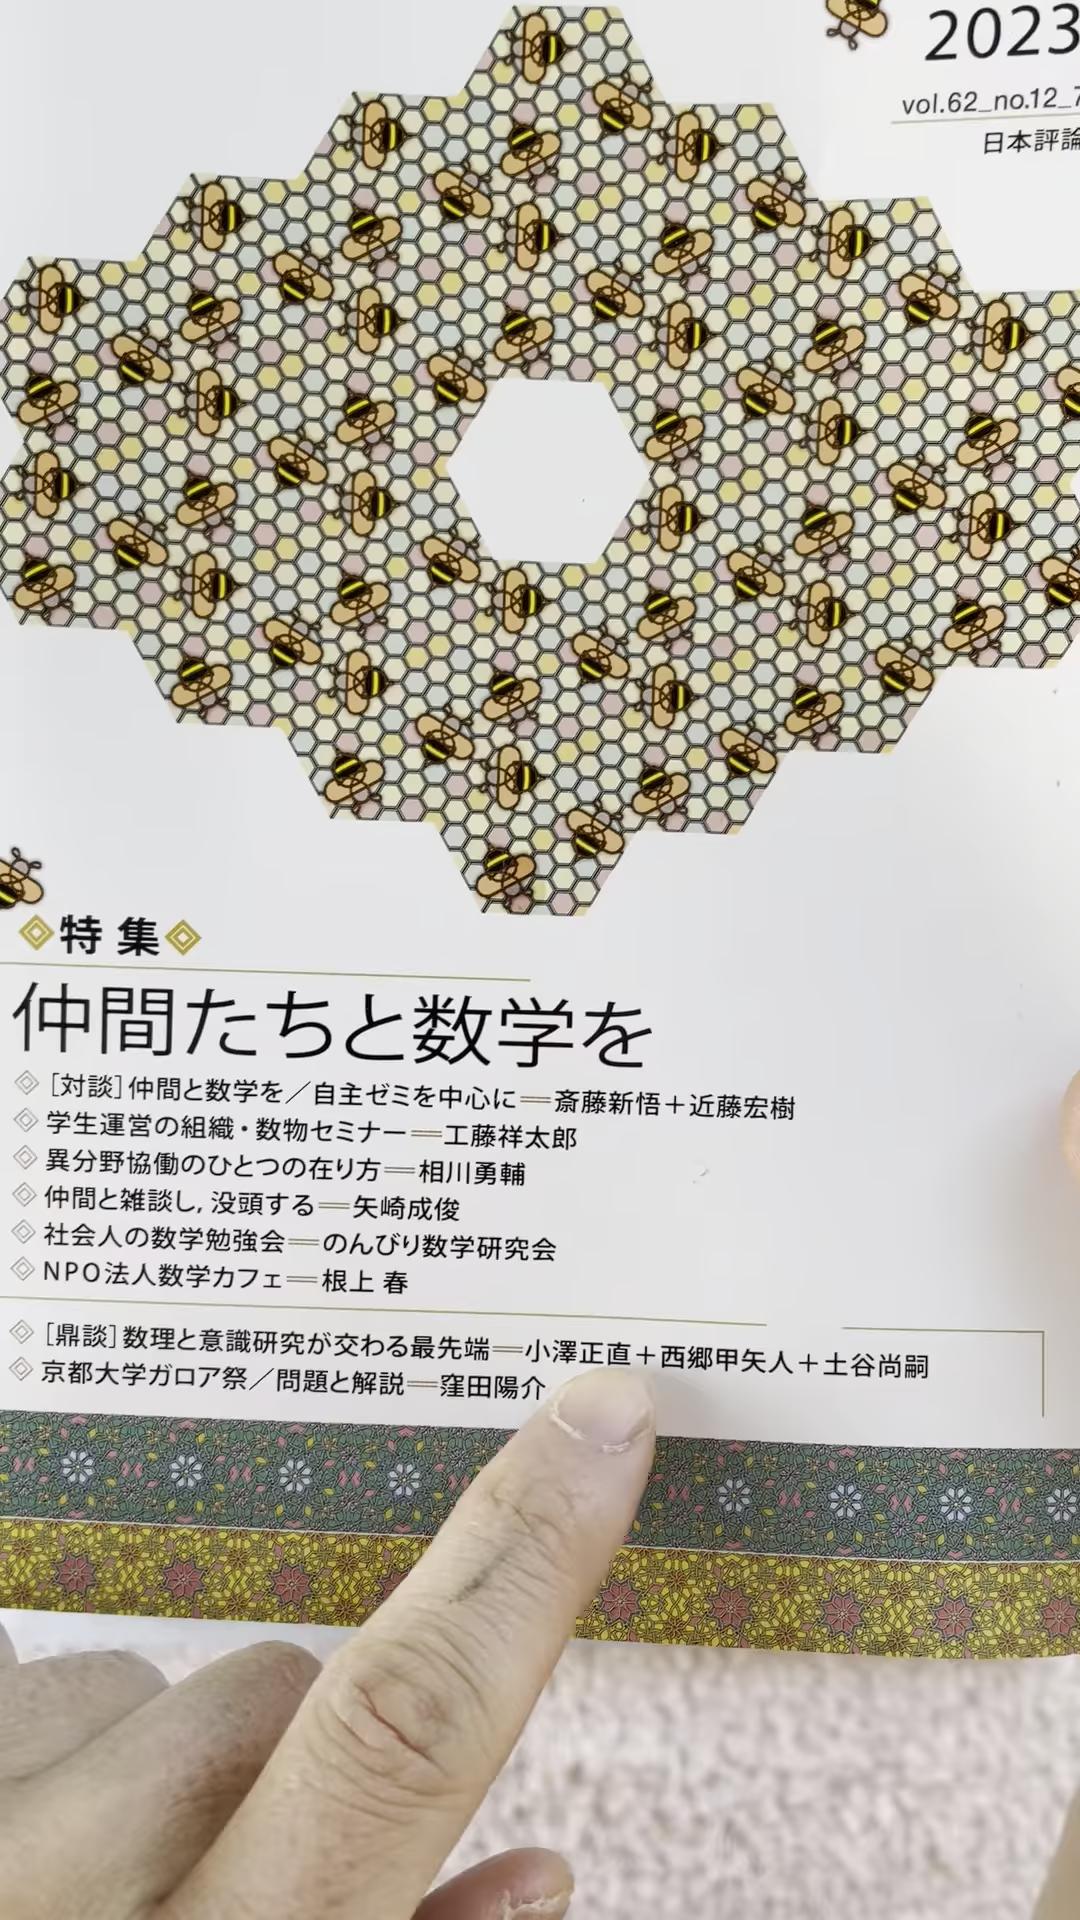 2023
vol.62_no.12_7
日本評論
特集
仲間たちと数学を
[対談]仲間と数学を／自主ゼミを中心に＝斎藤新悟＋近藤宏樹
学生運営の組織・数物セミナー＝工藤祥太郎
異分野協働のひとつの在り方＝相川勇輔
仲間と雑談し,没頭する＝矢崎成俊
社会人の数学勉強会＝のんびり数学研究会
NPO法人数学カフェ＝根上 春
[鼎談]数理と意識研究が交わる最先端＝小澤正直＋西郷甲矢人＋土谷尚嗣
京都大学ガロア祭／問題と解説＝窪田陽介